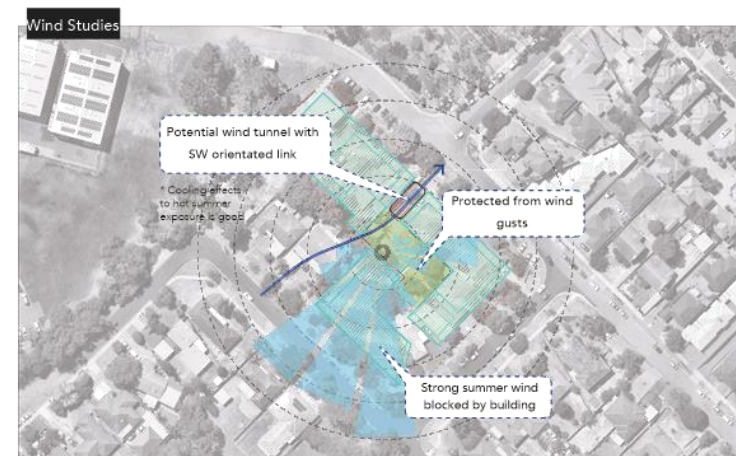 Wind Studies
Potential wind tunnel with
SW orientated link
* Cooling effects
to hot summer
exposure is good
Protected from wind
gusts
Strong summer wind
blocked by building